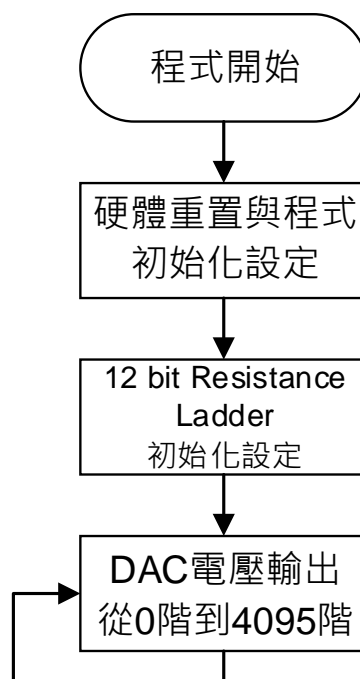 程式開始
硬體重置與程式
初始化設定
12 bit Resistance
Ladder
初始化設定
DAC電壓輸出
從0階到4095階